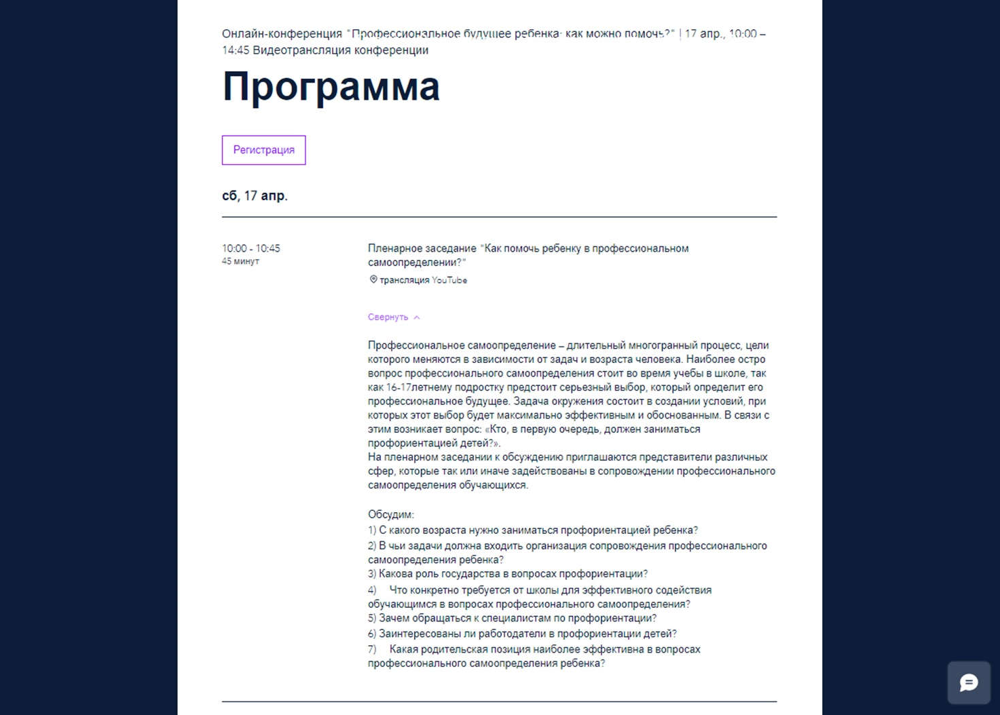 Онлайн-конференция "Профессиональное будущее ребенка: как можно помочь?" | 17 апр., 10:00 –
14:45 Видеотрансляция конференции
Программа
Регистрация
сб, 17 апр.
10:00 - 10:45
45 минут
Пленарное заседание "Как помочь ребенку в профессиональном
самоопределении?"
трансляция YouTube
Свернуть
Профессиональное самоопределение – длительный многогранный процесс, цели
которого меняются в зависимости от задач и возраста человека. Наиболее остро
вопрос профессионального самоопределения стоит во время учебы в школе, так
как 16-17летнему подростку предстоит серьезный выбор, который определит его
профессиональное будущее. Задача окружения состоит в создании условий, при
которых этот выбор будет максимально эффективным и обоснованным. В связи с
этим возникает вопрос: «Кто, в первую очередь, должен заниматься
профориентацией детей?».
На пленарном заседании к обсуждению приглашаются представители различных
сфер, которые так или иначе задействованы в сопровождении профессионального
самоопределения обучающихся.
Обсудим:
1) С какого возраста нужно заниматься профориентацией ребенка?
2) В чьи задачи должна входить организация сопровождения профессионального
самоопределения ребенка?
3) Какова роль государства в вопросах профориентации?
4) Что конкретно требуется от школы для эффективного содействия
обучающимся в вопросах профессионального самоопределения?
5) Зачем обращаться к специалистам по профориентации?
6) Заинтересованы ли работодатели в профориентации детей?
7) Какая родительская позиция наиболее эффективна в вопросах
профессионального самоопределения ребенка?